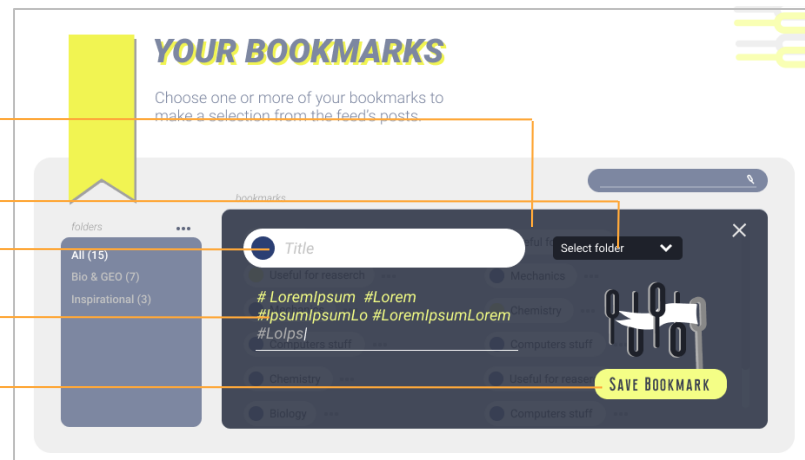 YOUR BOOKMARKS
Choose one or more of your bookmarks to
make a selection from the feed's posts.
bookmarks
folders
All (15)
Bio & GEO (7)
Inspirational (3)
Title
Select folder
Useful for reaserch
Mechanics
# LoremIpsum #Lorem
#IpsumIpsumLo #LoremIpsumLorem
#LoIps
Chemistry
Computers stuff
Computers stuff
Chemistry
Useful for reaser
SAVE BOOKMARK
Biology
Computers stuff